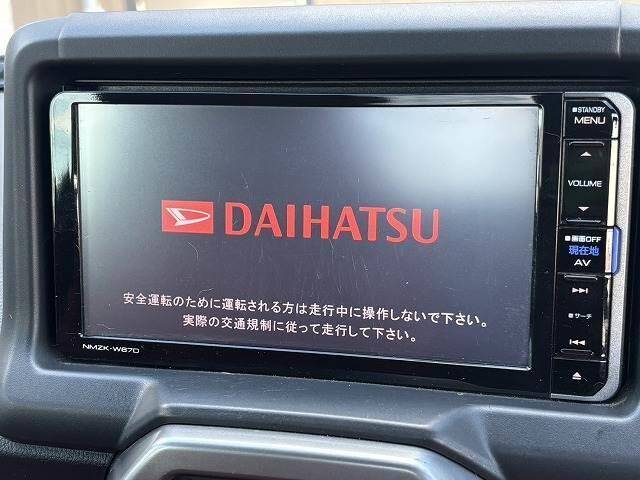 DAIHATSU
安全運転のために運転される方は走行中に操作しないで下さい。
実際の交通規制に従って走行して下さい。
NMZK-W67D
STANDBY
MENU
VOLUME
画面OFF
現在地
AV
サーチ